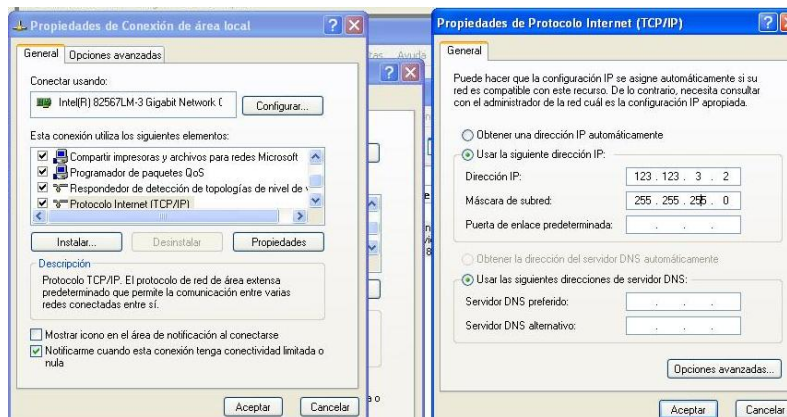 Propiedades de Conexión de área local
General
Opciones avanzadas
Conectar usando:
Intel(R) 82567LM-3 Gigabit Network C
Configurar...
Esta conexión utiliza los siguientes elementos:
Compartir impresoras y archivos para redes Microsoft
Programador de paquetes QoS
Respondedor de detección de topologías de nivel de
Protocolo Internet (TCP/IP)
Instalar...
Desinstalar
Propiedades
Descripción
Protocolo TCP/IP. El protocolo de red de área extensa
predeterminado que permite la comunicación entre varias
redes conectadas entre sí.
Mostrar icono en el área de notificación al conectarse
Notificarme cuando esta conexión tenga conectividad limitada o
nula
Aceptar
Cancelar
Ayuda
Propiedades de Protocolo Internet (TCP/IP)
General
Puede hacer que la configuración IP se asigne automáticamente si su
red es compatible con este recurso. De lo contrario, necesita consultar
con el administrador de la red cuál es la configuración IP apropiada.
Obtener una dirección IP automáticamente
Usar la siguiente dirección IP:
Dirección IP: 123 . 123 . 3 . 2
Máscara de subred: 255 . 255 . 255 . 0
Puerta de enlace predeterminada: . . .
Obtener la dirección del servidor DNS automáticamente
Usar las siguientes direcciones de servidor DNS:
Servidor DNS preferido: . . .
Servidor DNS alternativo: . . .
Opciones avanzadas...
Aceptar
Cancelar